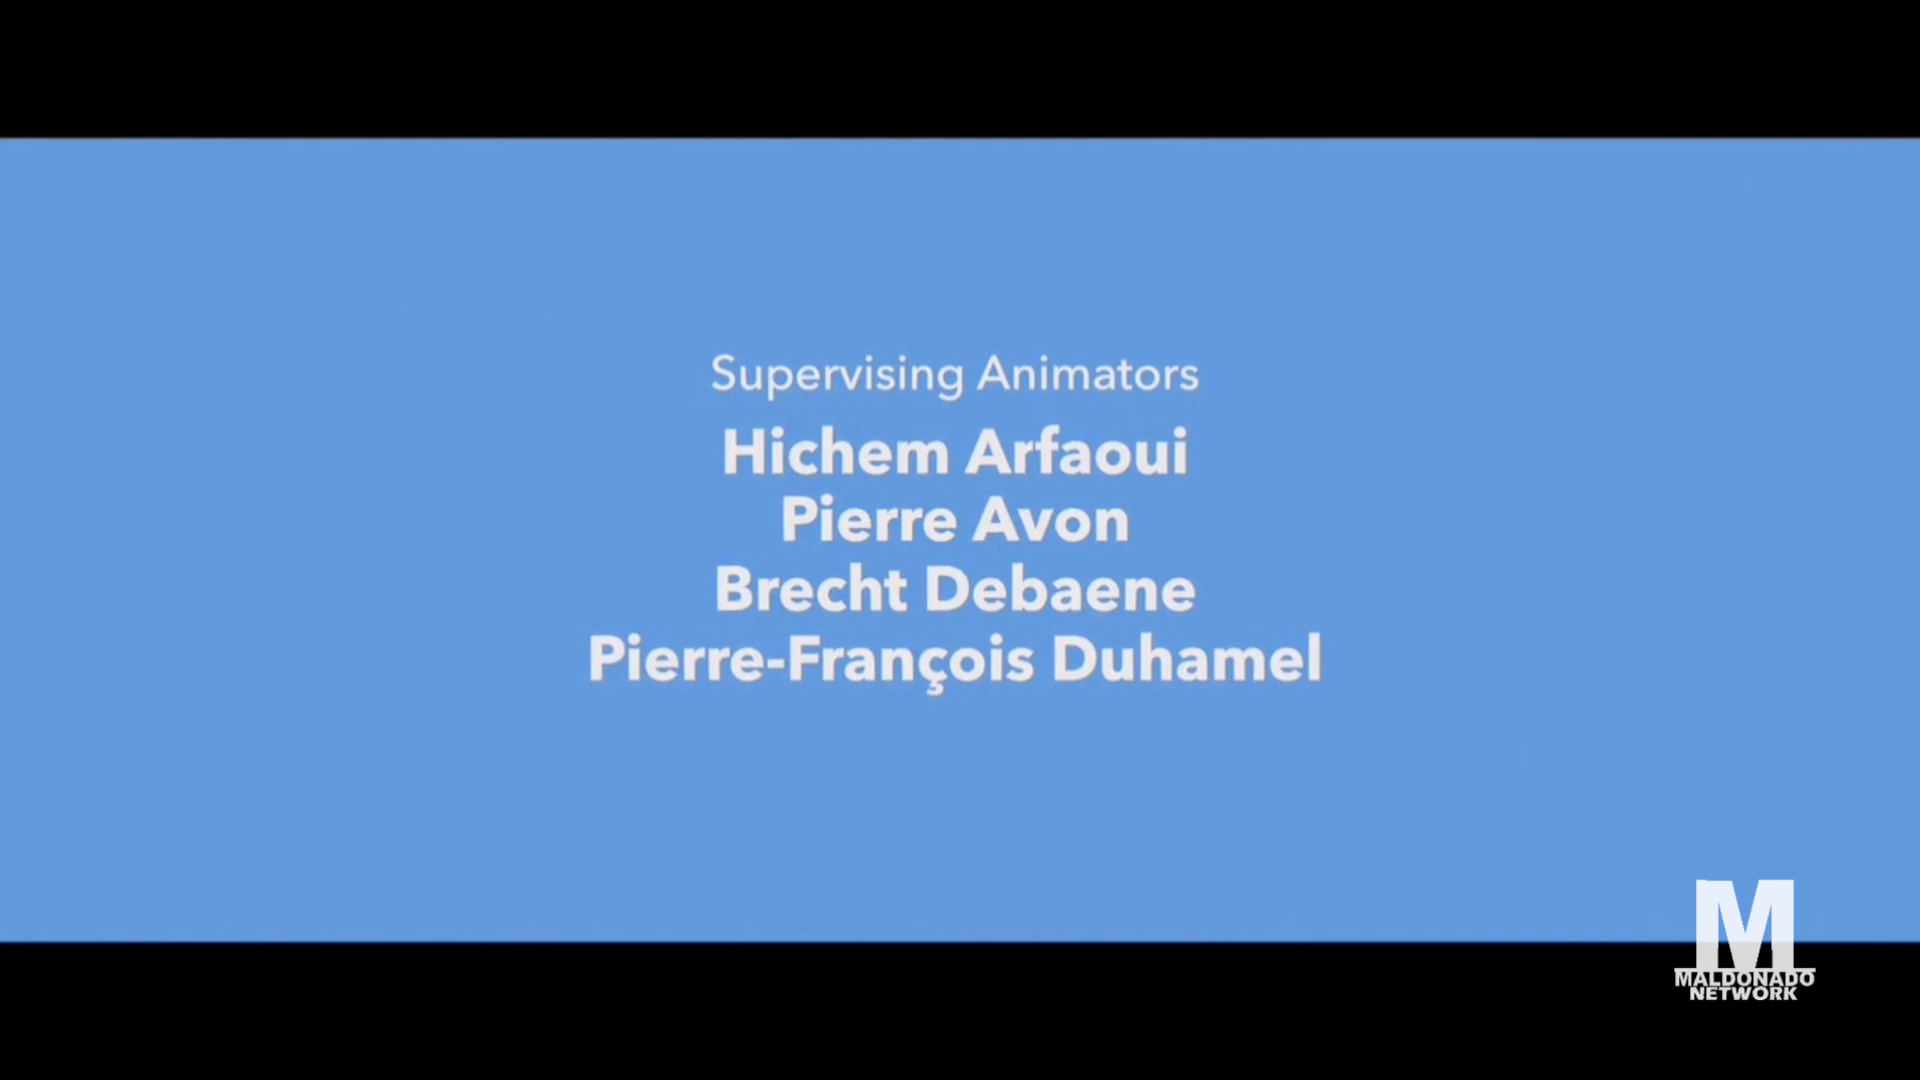 Supervising Animators
Hichem Arfaoui
Pierre Avon
Brecht Debaene
Pierre-François Duhamel
M
MALDONADO
NETWORK